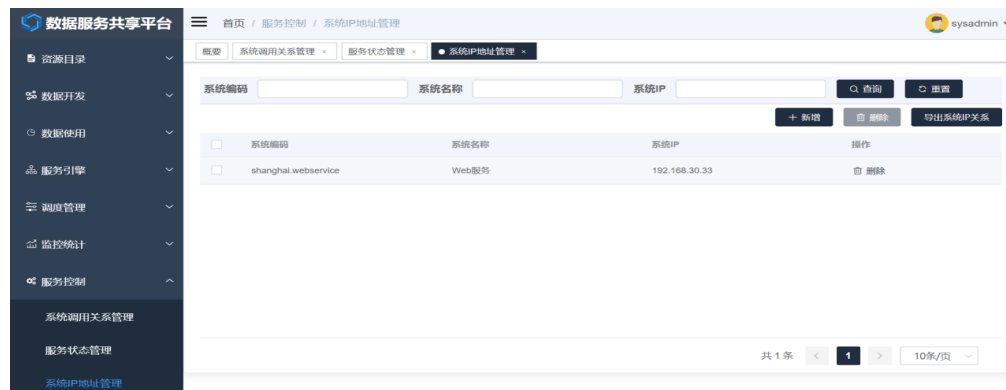 数据服务共享平台
首页 / 服务控制 / 系统IP地址管理
sysadmin
资源目录
数据开发
数据使用
服务引擎
调度管理
监控统计
服务控制
系统调用关系管理
服务状态管理
系统IP地址管理
概要 系统调用关系管理 × 服务状态管理 × 系统IP地址管理 ×
系统编码 系统名称 系统IP 查询 重置
+ 新增 删除 导出系统IP关系
系统编码 系统名称 系统IP 操作
shanghai.webservice Web服务 192.168.30.33 删除
共 1 条 < 1 > 10条/页